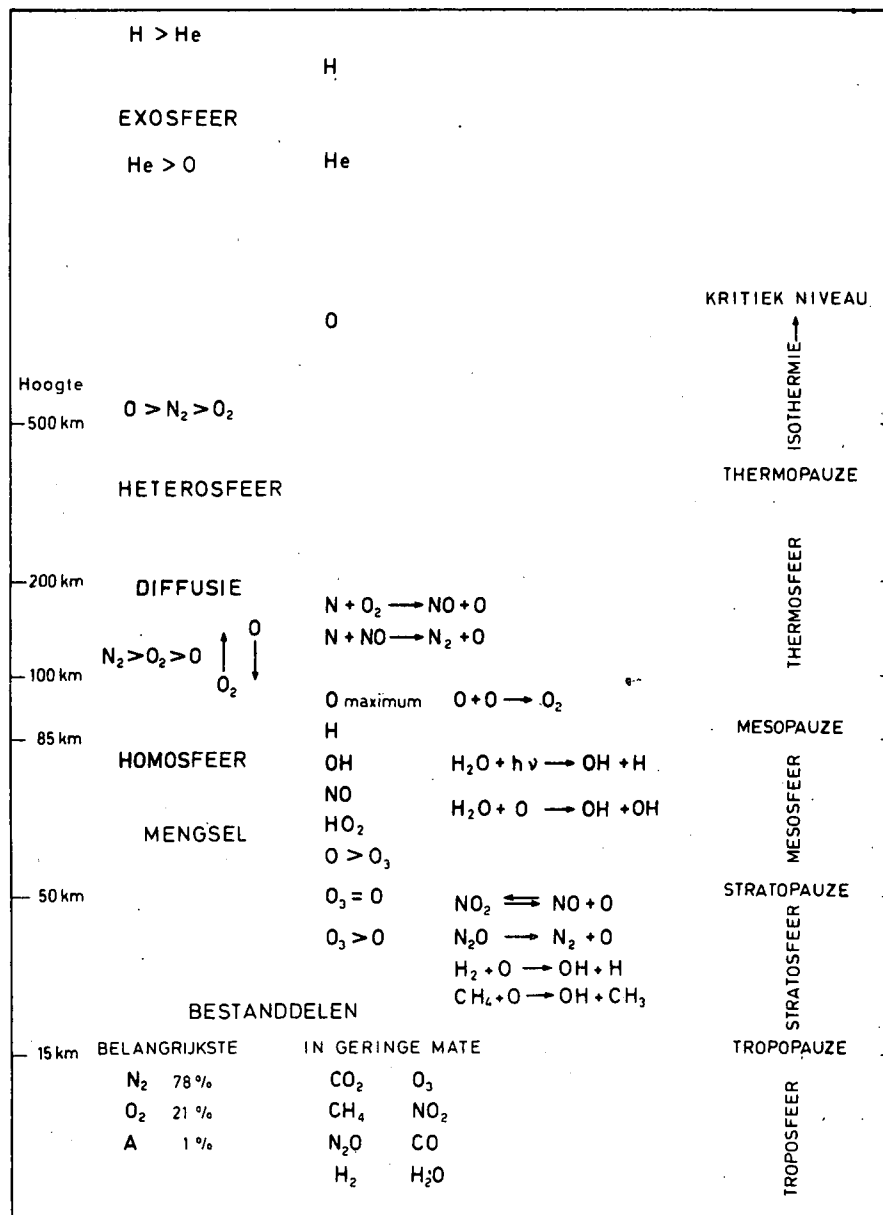 H > He
H
EXOSFEER
He > O He
KRITIEK NIVEAU
O
ISOTHERMIE
Hoogte
O > N₂ > O₂
500 km
THERMOPAUZE
HETEROSFEER
THERMOSFEER
200 km
DIFFUSIE
N + O₂ → NO + O
O
N + NO → N₂ + O
N₂ > O₂ > O
100 km
O₂
O maximum O + O → O₂
H
MESOPAUZE
85 km
HOMOSFEER OH H₂O + hν → OH + H
MESOSFEER
NO
H₂O + O → OH + OH
HO₂
MENGSEL
O > O₃
50 km O₃ = O NO₂ ⇌ NO + O STRATOPAUZE
O₃ > O N₂O → N₂ + O
STRATOSFEER
H₂ + O → OH + H
CH₄ + O → OH + CH₃
BESTANDDELEN
15 km BELANGRIJKSTE IN GERINGE MATE TROPOPAUZE
N₂ 78 % CO₂ O₃
O₂ 21 % CH₄ NO₂
A 1 % N₂O CO
TROPOSFEER
H₂ H₂O